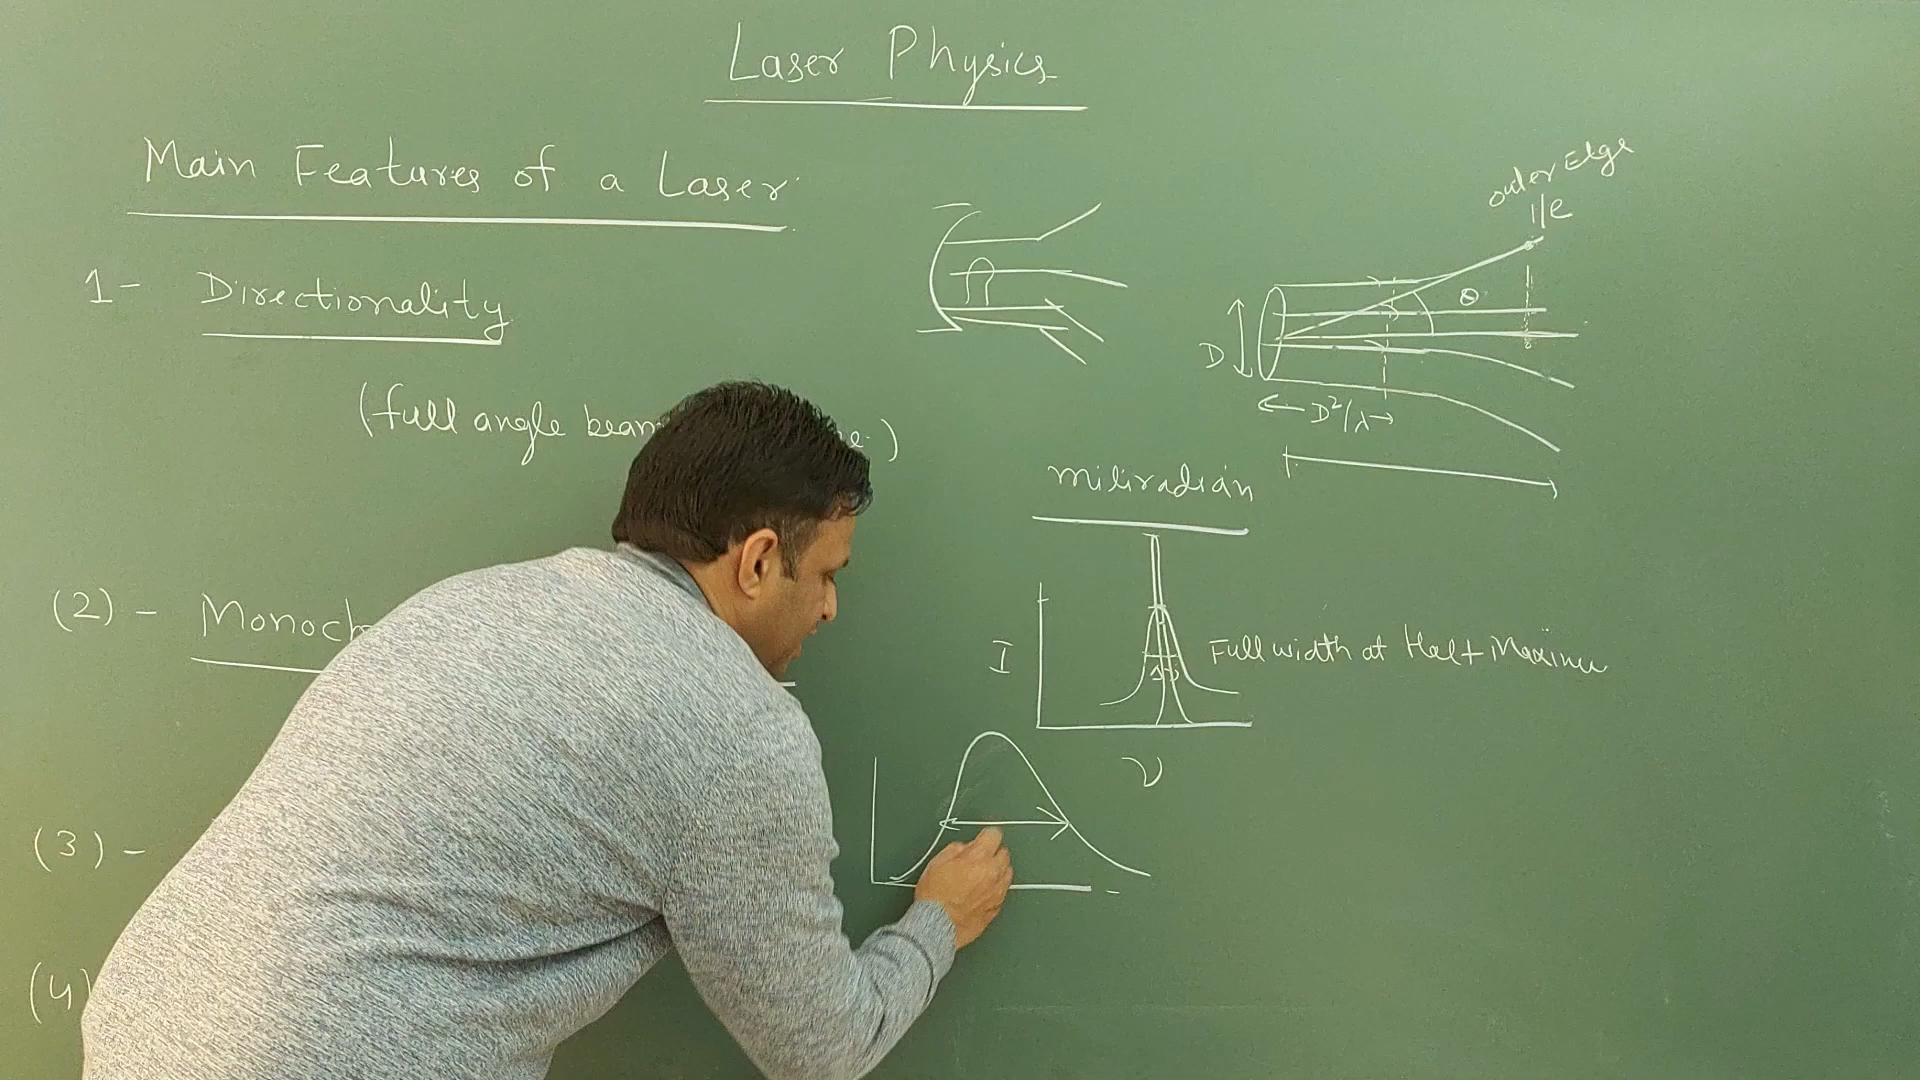 Laser Physics
Main Features of a Laser
1- Directionality
(full angle beam
(2) - Monoch
(3) -
(4)
outer Edge
1/e
θ
D
D²/λ
miliradian
I
Full width at Half Maximu
ν